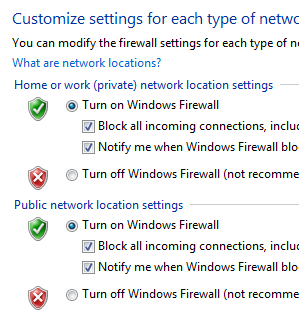 Customize settings for each type of netwo
You can modify the firewall settings for each type of n
What are network locations?
Home or work (private) network location settings
Turn on Windows Firewall
Block all incoming connections, inclu
Notify me when Windows Firewall blo
Turn off Windows Firewall (not recomme
Public network location settings
Turn on Windows Firewall
Block all incoming connections, inclu
Notify me when Windows Firewall blo
Turn off Windows Firewall (not recomme